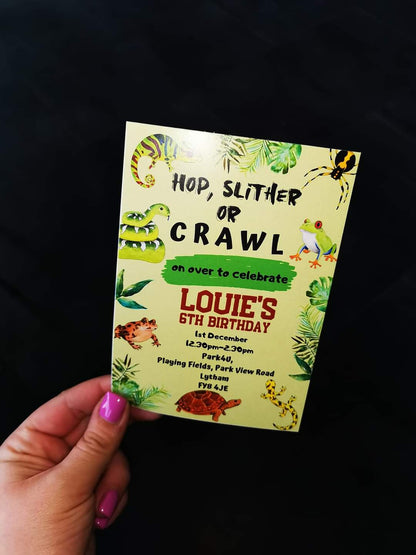 HOP, SLITHER
OR
CRAWL
on over to celebrate
LOUIE'S
6TH BIRTHDAY
1st December
12.30pm-2.30pm
Park4U,
Playing Fields, Park View Road
Lytham
FY8 4JE